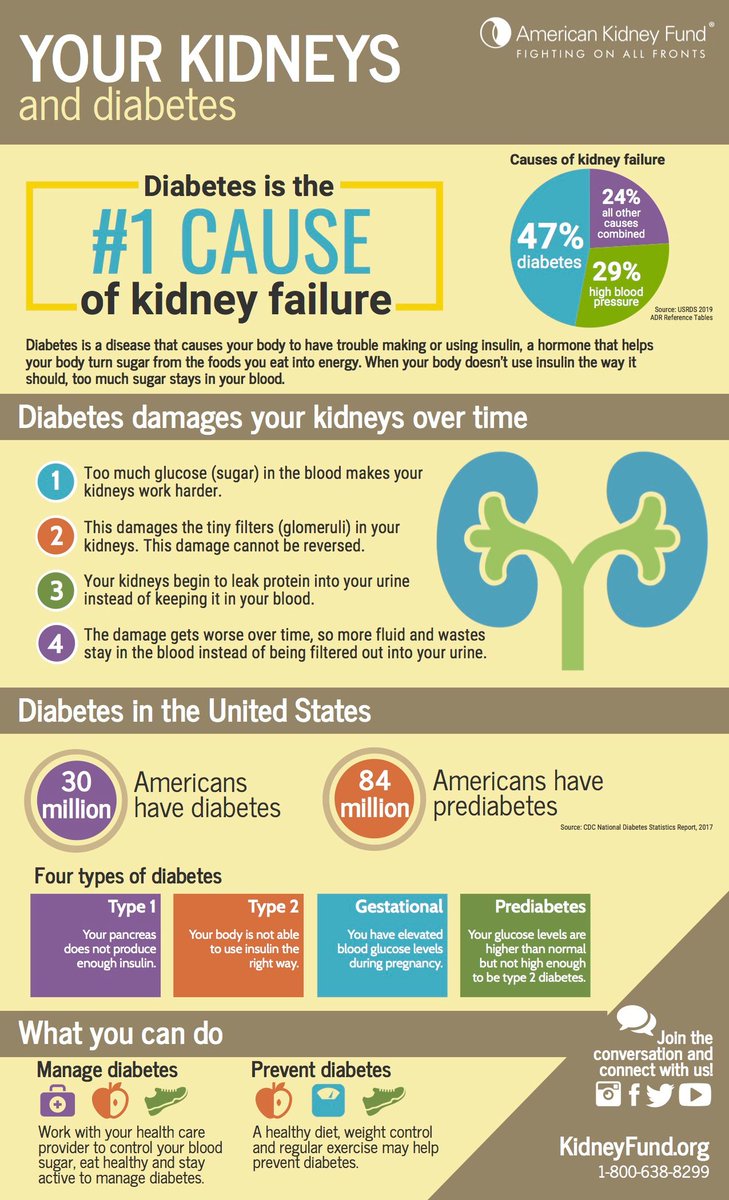 YOUR KIDNEYS
and diabetes
American Kidney Fund®
FIGHTING ON ALL FRONTS
Diabetes is the
#1 CAUSE
of kidney failure
Causes of kidney failure
47%
diabetes
24%
all other
causes
combined
29%
high blood
pressure
Source: USRDS 2019
ADR Reference Tables
Diabetes is a disease that causes your body to have trouble making or using insulin, a hormone that helps
your body turn sugar from the foods you eat into energy. When your body doesn't use insulin the way it
should, too much sugar stays in your blood.
Diabetes damages your kidneys over time
1
Too much glucose (sugar) in the blood makes your
kidneys work harder.
2
This damages the tiny filters (glomeruli) in your
kidneys. This damage cannot be reversed.
3
Your kidneys begin to leak protein into your urine
instead of keeping it in your blood.
4
The damage gets worse over time, so more fluid and wastes
stay in the blood instead of being filtered out into your urine.
Diabetes in the United States
30
million
Americans
have diabetes
84
million
Americans have
prediabetes
Source: CDC National Diabetes Statistics Report, 2017
Four types of diabetes
Type 1
Your pancreas
does not produce
enough insulin.
Type 2
Your body is not able
to use insulin the
right way.
Gestational
You have elevated
blood glucose levels
during pregnancy.
Prediabetes
Your glucose levels are
higher than normal
but not high enough
to be type 2 diabetes.
What you can do
Manage diabetes
Work with your health care
provider to control your blood
sugar, eat healthy and stay
active to manage diabetes.
Prevent diabetes
A healthy diet, weight control
and regular exercise may help
prevent diabetes.
Join the
conversation and
connect with us!
KidneyFund.org
1-800-638-8299